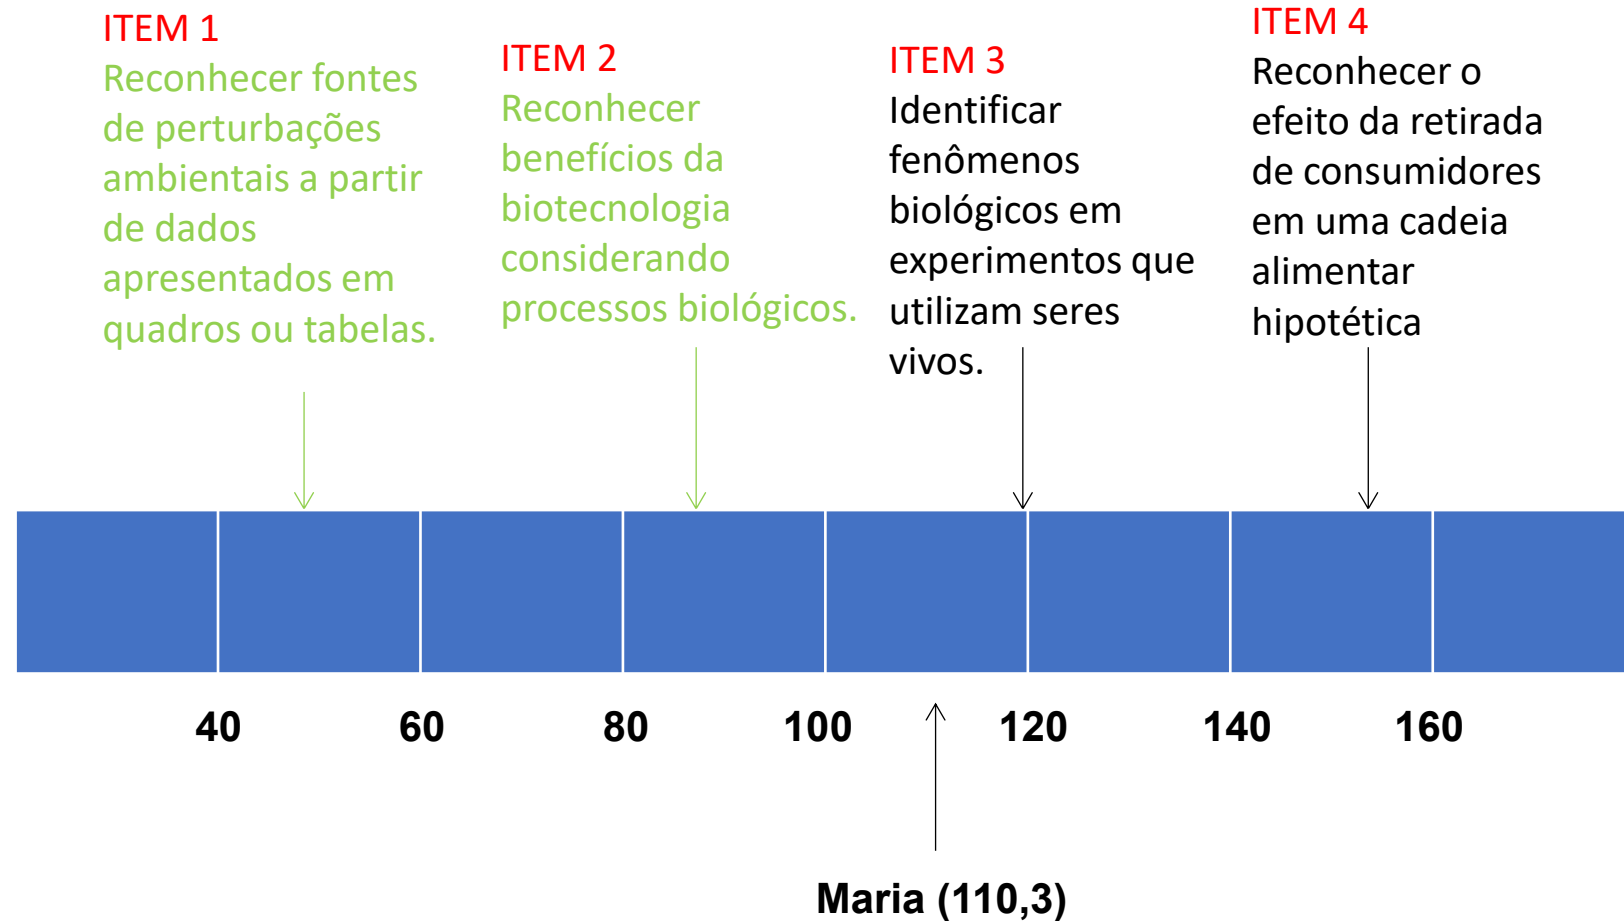 ITEM 1
Reconhecer fontes
de perturbações
ambientais a partir
de dados
apresentados em
quadros ou tabelas.
ITEM 2
Reconhecer
benefícios da
biotecnologia
considerando
processos biológicos.
ITEM 3
Identificar
fenômenos
biológicos em
experimentos que
utilizam seres
vivos.
ITEM 4
Reconhecer o
efeito da retirada
de consumidores
em uma cadeia
alimentar
hipotética
40 60 80 100 120 140 160
Maria (110,3)